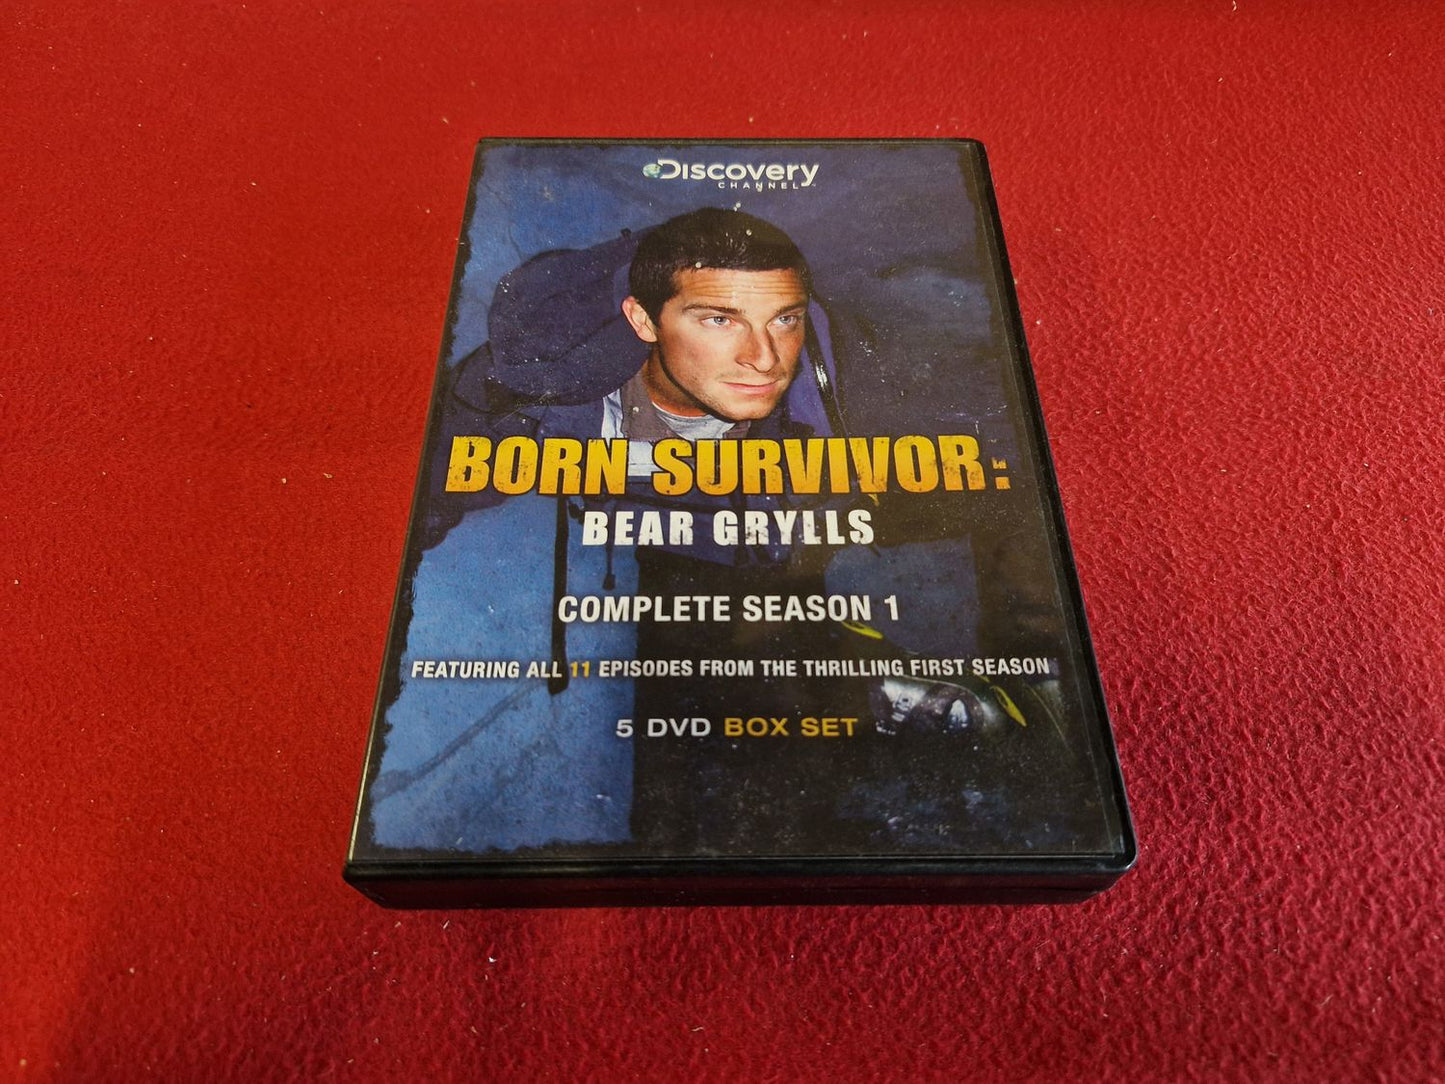 Discovery
CHANNEL™
BORN SURVIVOR:
BEAR GRYLLS
COMPLETE SEASON 1
FEATURING ALL 11 EPISODES FROM THE THRILLING FIRST SEASON
5 DVD BOX SET